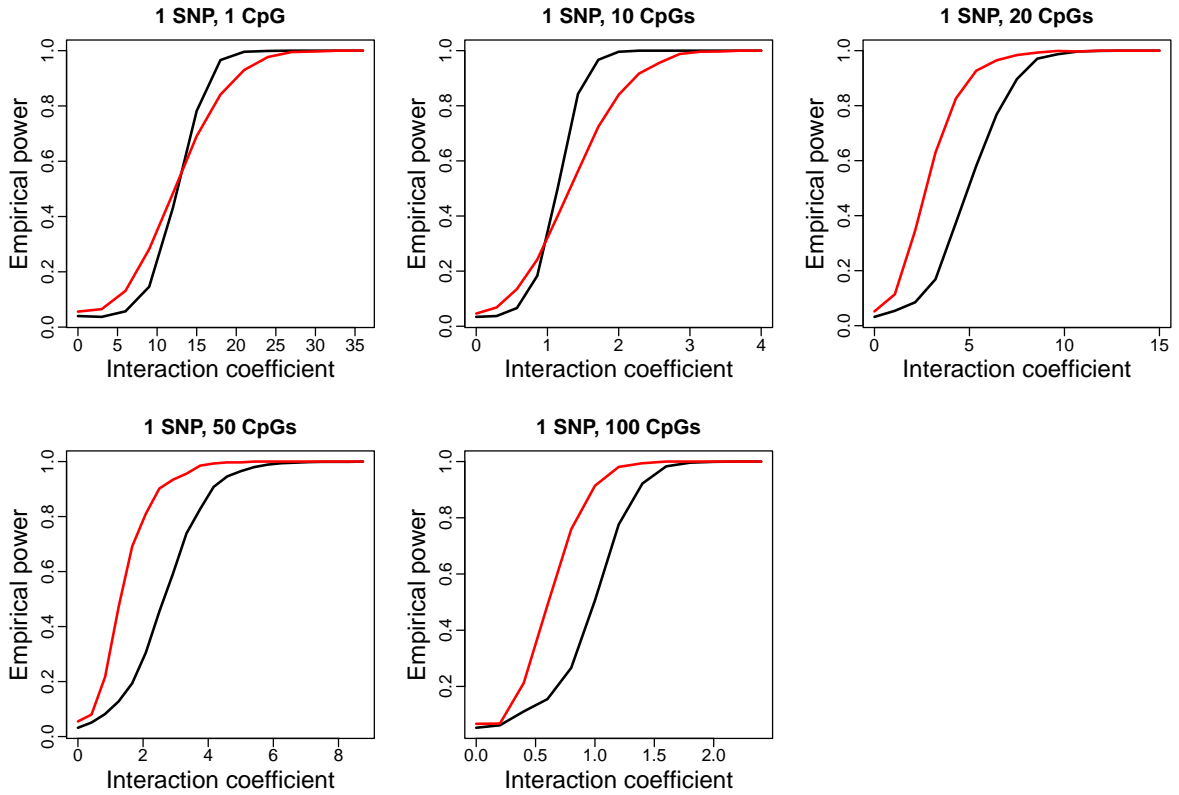 1 SNP, 1 CpG
Empirical power
0.0 0.2 0.4 0.6 0.8 1.0
0 5 10 15 20 25 30 35
Interaction coefficient
1 SNP, 10 CpGs
Empirical power
0.0 0.2 0.4 0.6 0.8 1.0
0 1 2 3 4
Interaction coefficient
1 SNP, 20 CpGs
Empirical power
0.0 0.2 0.4 0.6 0.8 1.0
0 5 10 15
Interaction coefficient
1 SNP, 50 CpGs
Empirical power
0.0 0.2 0.4 0.6 0.8 1.0
0 2 4 6 8
Interaction coefficient
1 SNP, 100 CpGs
Empirical power
0.2 0.4 0.6 0.8 1.0
0.0 0.5 1.0 1.5 2.0
Interaction coefficient